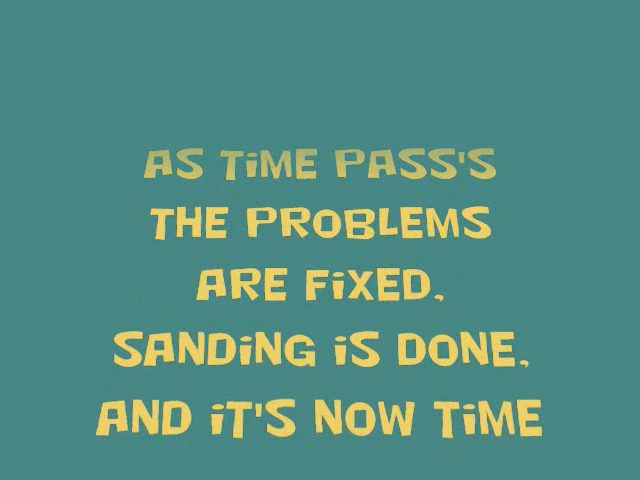 AS TiME PASS'S
THE PROBLEMS
ARE FiXED,
SANDiNG iS DONE,
AND iT'S NOW TiME